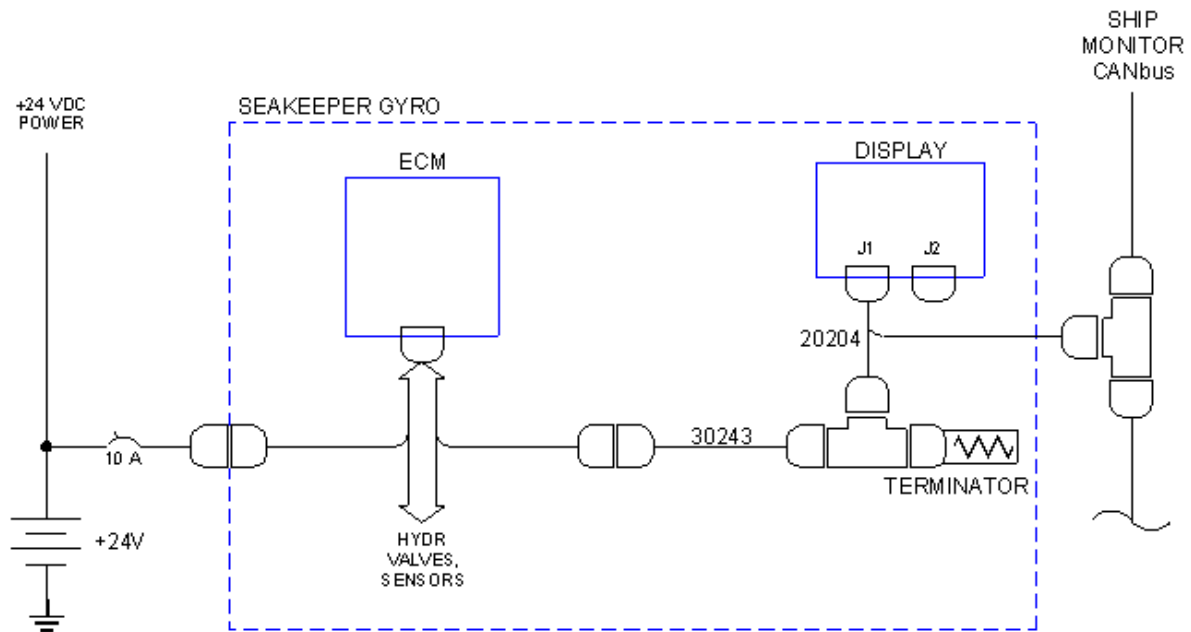 SHIP
MONITOR
CANbus
+24 VDC
POWER
SEAKEEPER GYRO
ECM
DISPLAY
J1
J2
20204
10 A
30243
TERMINATOR
+24V
HYDR
VALVES,
SENSORS